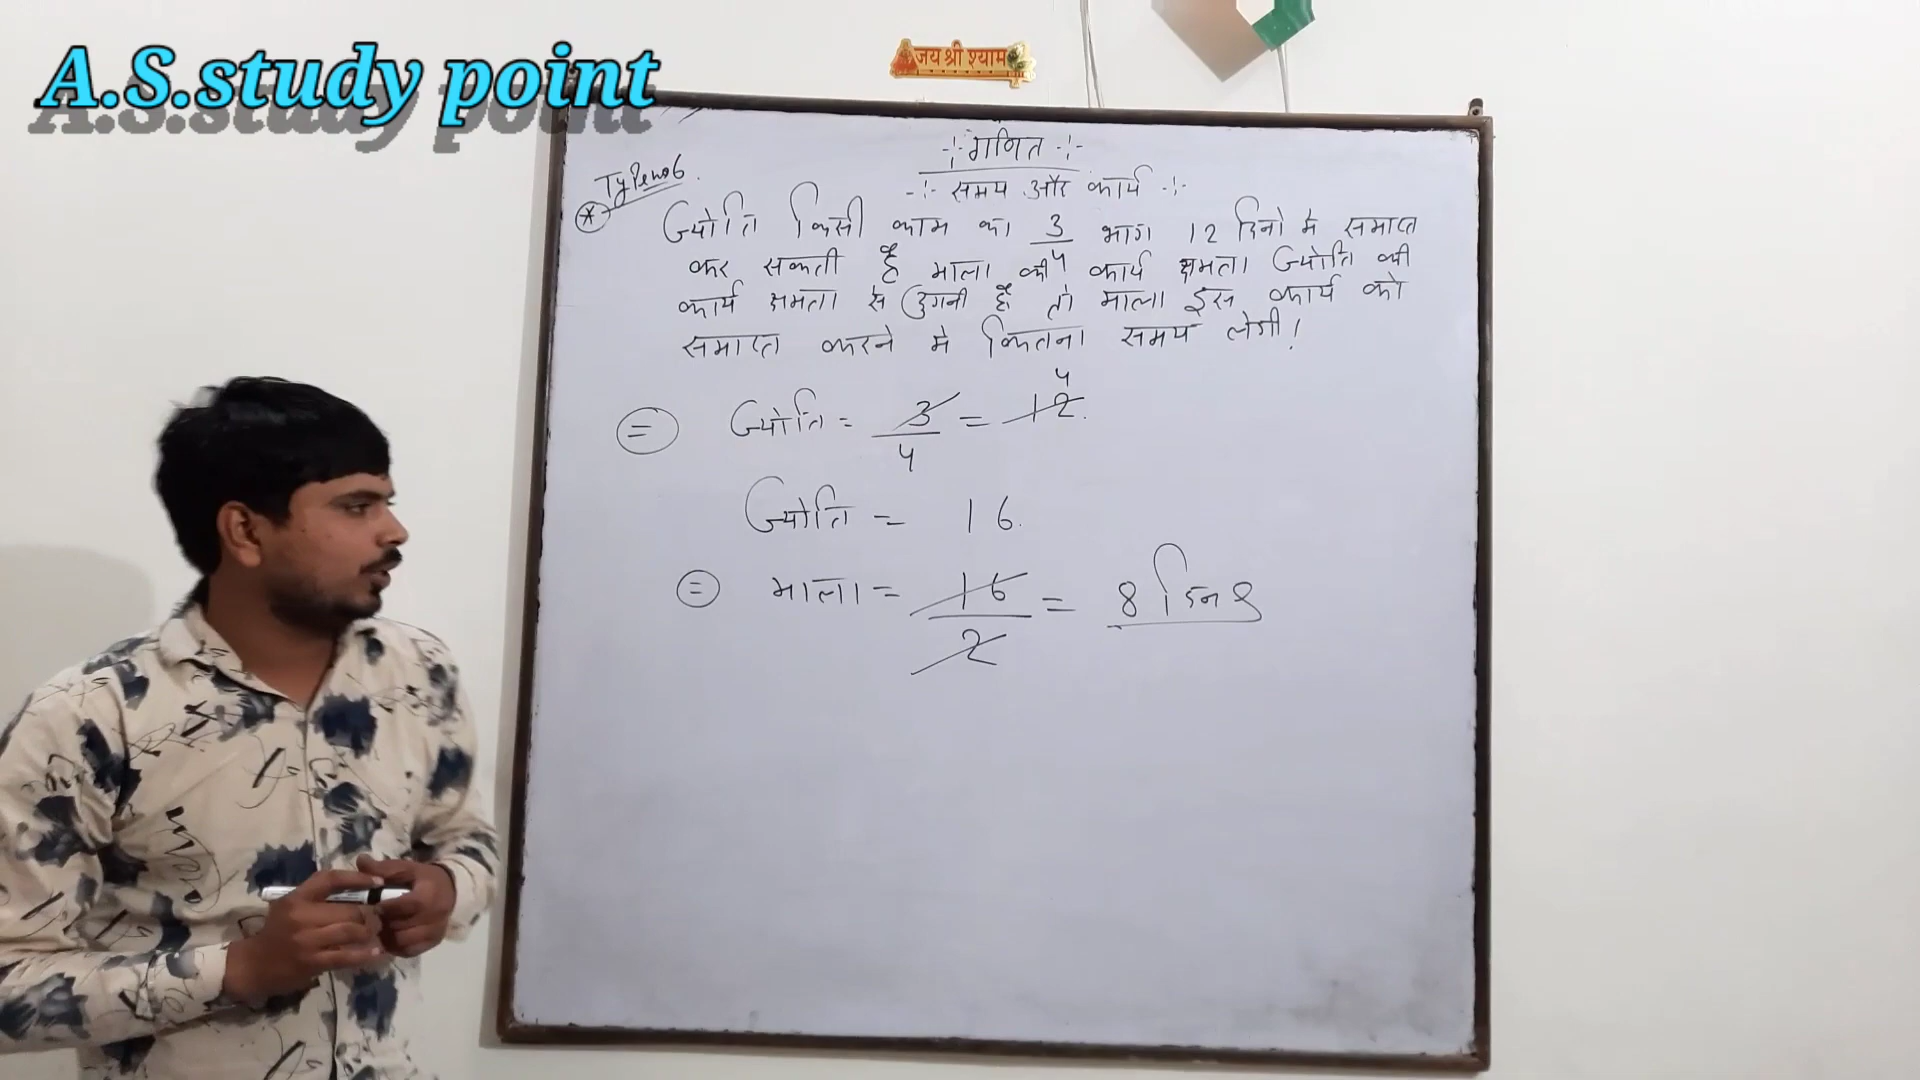 A.S.study point
जय श्री श्याम
-:- गणित -:-
-:- समय और कार्य -:-
Type no 6.
* ज्योति किसी काम का 3/4 भाग 12 दिनो मे समाप्त
कर सकती है माला की कार्य क्षमता ज्योति की
कार्य क्षमता से दुगनी है तो माला इस कार्य को
समाप्त करने मे कितना समय लेगी!
= ज्योति = 3/4 = 12. 4
ज्योति = 16.
= माला = 16/2 = 8 दिन